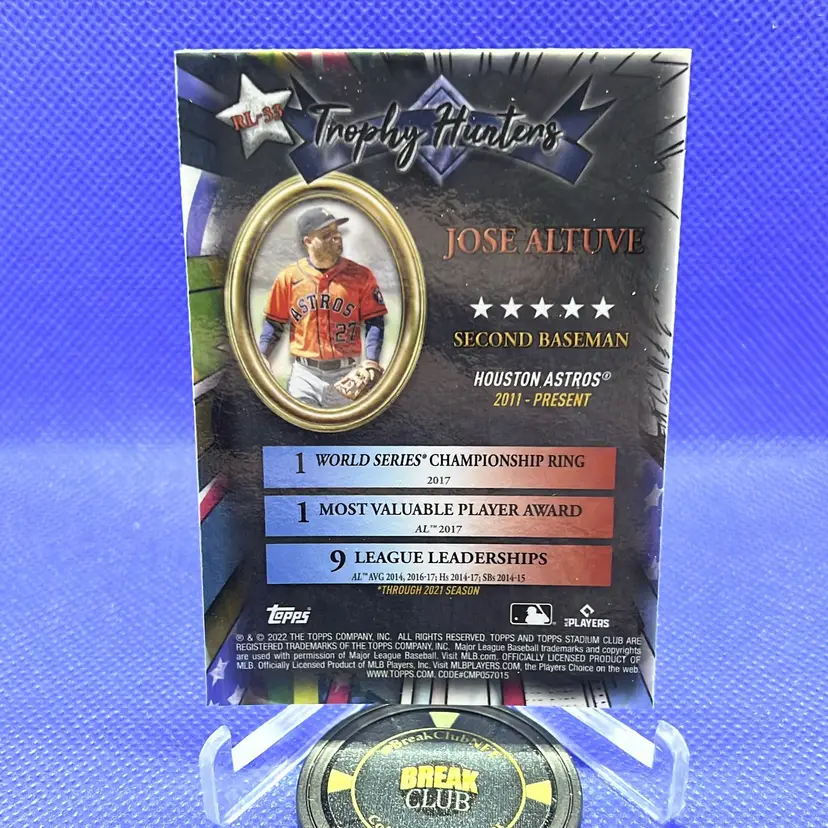 RL-33
Trophy Hunters
JOSE ALTUVE
ASTROS
27
SECOND BASEMAN
HOUSTON ASTROS®
2011 - PRESENT
1 WORLD SERIES® CHAMPIONSHIP RING
2017
1 MOST VALUABLE PLAYER AWARD
AL™ 2017
9 LEAGUE LEADERSHIPS
AL™ AVG 2014, 2016-17; Hs 2014-17; SBs 2014-15
*THROUGH 2021 SEASON
Topps
MLB PLAYERS
® & © 2022 THE TOPPS COMPANY, INC. ALL RIGHTS RESERVED. TOPPS AND TOPPS STADIUM CLUB ARE
REGISTERED TRADEMARKS OF THE TOPPS COMPANY, INC. Major League Baseball trademarks and copyrights
are used with permission of Major League Baseball. Visit MLB.com. OFFICIALLY LICENSED PRODUCT OF
MLB. Officially Licensed Product of MLB Players, Inc. Visit MLBPLAYERS.COM, the Players Choice on the web.
WWW.TOPPS.COM. CODE#CMP057015
@BreakClubNFT
BREAK
CLUB